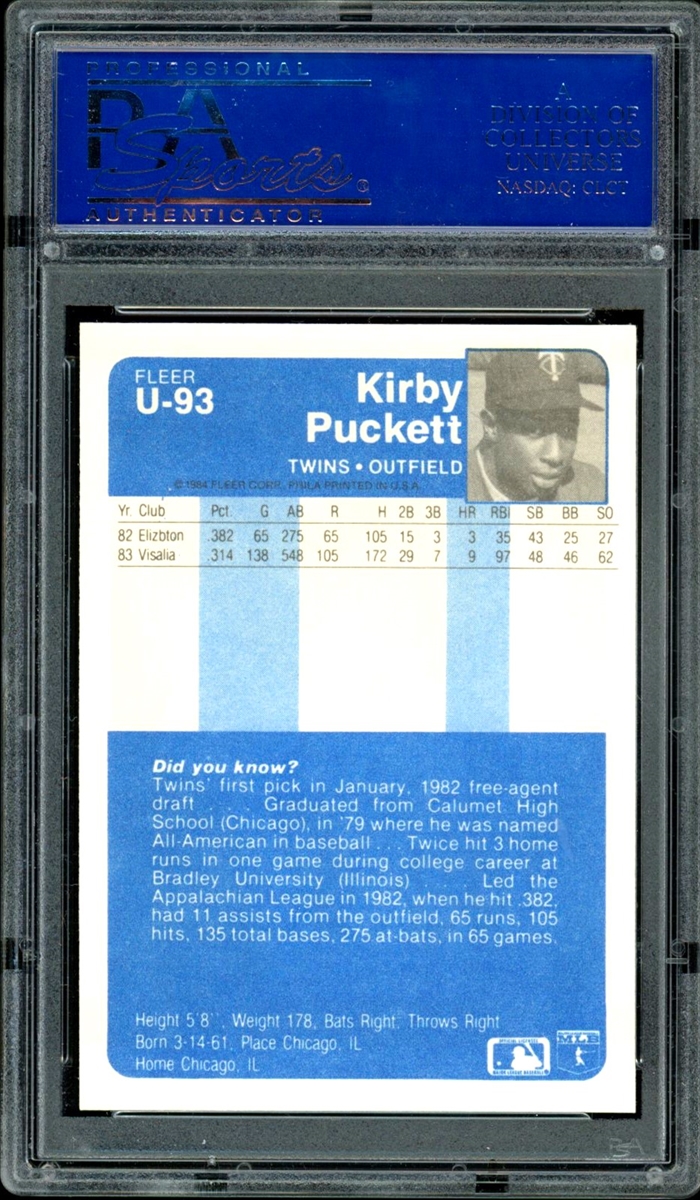 PROFESSIONAL
PSA
Sports®
AUTHENTICATOR
A
DIVISION OF
COLLECTORS
UNIVERSE
NASDAQ: CLCT
FLEER
U-93
Kirby
Puckett
TWINS • OUTFIELD
© 1984 FLEER CORP. PHILA PRINTED IN U.S.A.
Yr. Club Pct. G AB R H 2B 3B HR RBI SB BB SO
82 Elizbton .382 65 275 65 105 15 3 3 35 43 25 27
83 Visalia .314 138 548 105 172 29 7 9 97 48 46 62
Did you know?
Twins' first pick in January, 1982 free-agent
draft . . . . Graduated from Calumet High
School (Chicago), in '79 where he was named
All-American in baseball . . . Twice hit 3 home
runs in one game during college career at
Bradley University (Illinois) . . . . Led the
Appalachian League in 1982, when he hit .382,
had 11 assists from the outfield, 65 runs, 105
hits, 135 total bases, 275 at-bats, in 65 games.
Height 5'8", Weight 178, Bats Right, Throws Right
Born 3-14-61, Place Chicago, IL
Home Chicago, IL
MLB
MAJOR LEAGUE BASEBALL
PSA